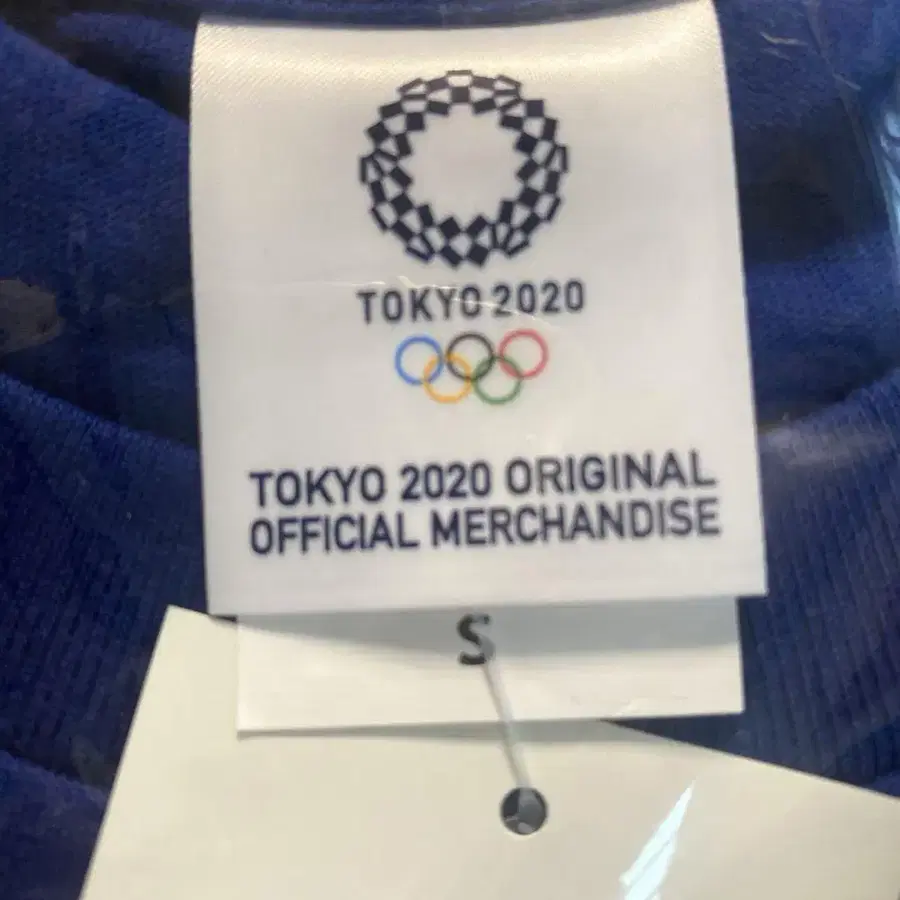 TOKYO 2020
TOKYO 2020 ORIGINAL
OFFICIAL MERCHANDISE
S